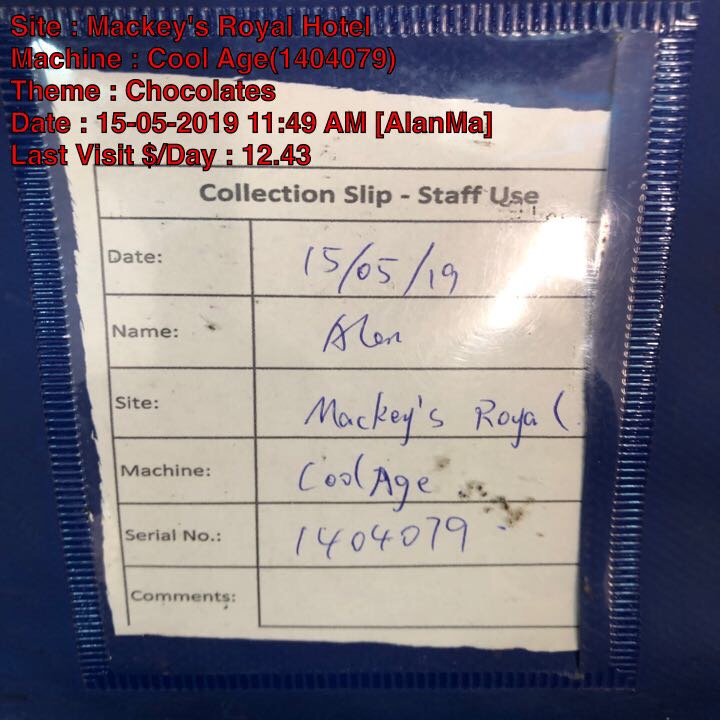 Site : Mackey's Royal Hotel
Machine : Cool Age(1404079)
Theme : Chocolates
Date : 15-05-2019 11:49 AM [AlanMa]
Last Visit $/Day : 12.43
Collection Slip - Staff Use
Date: 15/05/19
Name: Alan
Site: Mackey's Royal
Machine: Cool Age
Serial No.: 1404079
Comments: